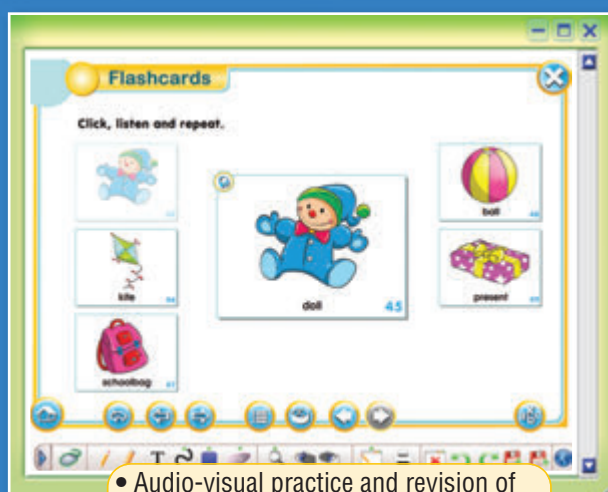 Flashcards
Click, listen and repeat.
ball
doll
45
kite
present
schoolbag
T
• Audio-visual practice and revision of